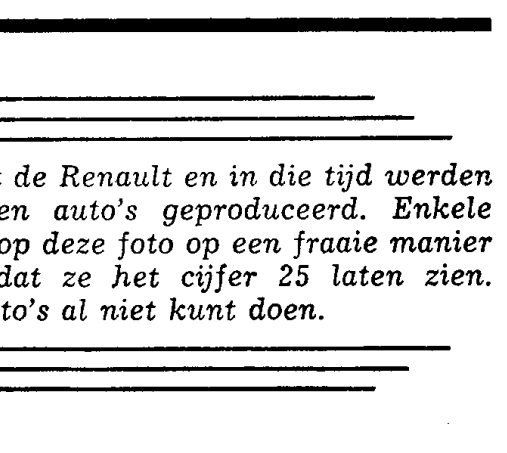 de Renault en in die tijd werden
en auto's geproduceerd. Enkele
op deze foto op een fraaie manier
dat ze het cijfer 25 laten zien.
to's al niet kunt doen.